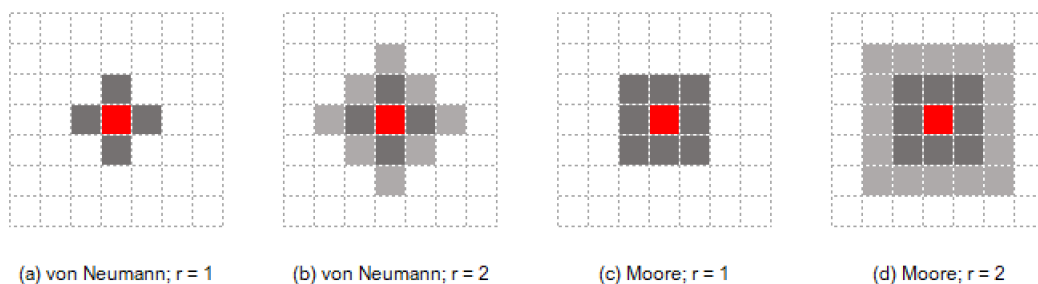 (a) von Neumann; r = 1
(b) von Neumann; r = 2
(c) Moore; r = 1
(d) Moore; r = 2